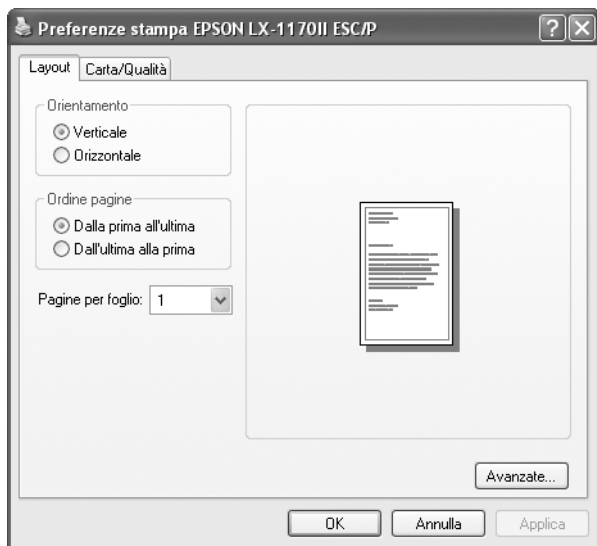 Preferenze stampa EPSON LX-1170II ESC/P
Layout Carta/Qualità
Orientamento
Verticale
Orizzontale
Ordine pagine
Dalla prima all'ultima
Dall'ultima alla prima
Pagine per foglio: 1
Avanzate...
OK Annulla Applica